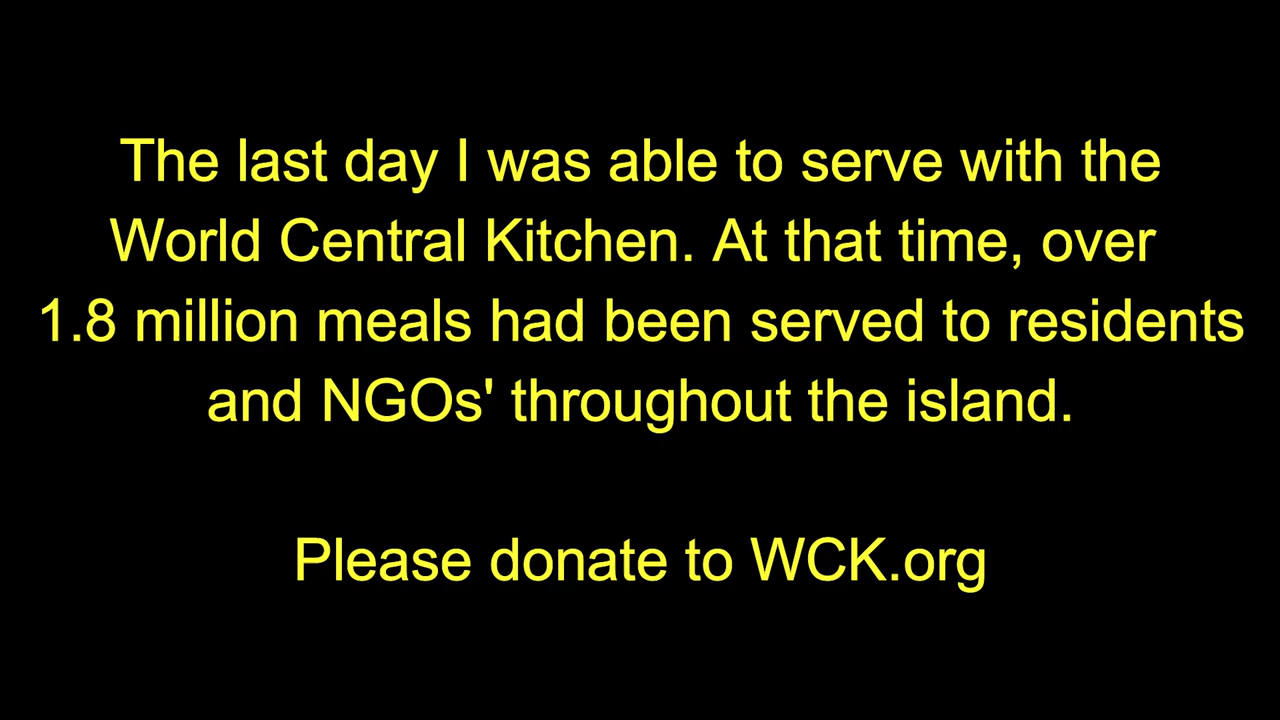 The last day I was able to serve with the
World Central Kitchen. At that time, over
1.8 million meals had been served to residents
and NGOs' throughout the island.
Please donate to WCK.org